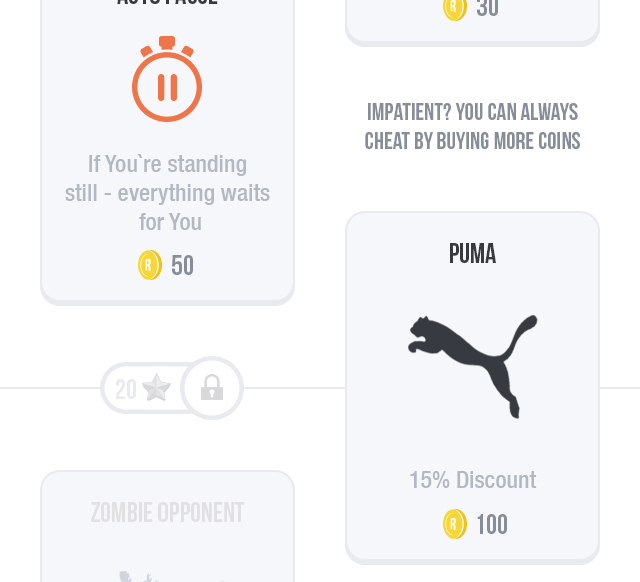 AUTO PAUSE
If You`re standing
still - everything waits
for You
R 50
20
ZOMBIE OPPONENT
R 30
IMPATIENT? YOU CAN ALWAYS
CHEAT BY BUYING MORE COINS
PUMA
15% Discount
R 100